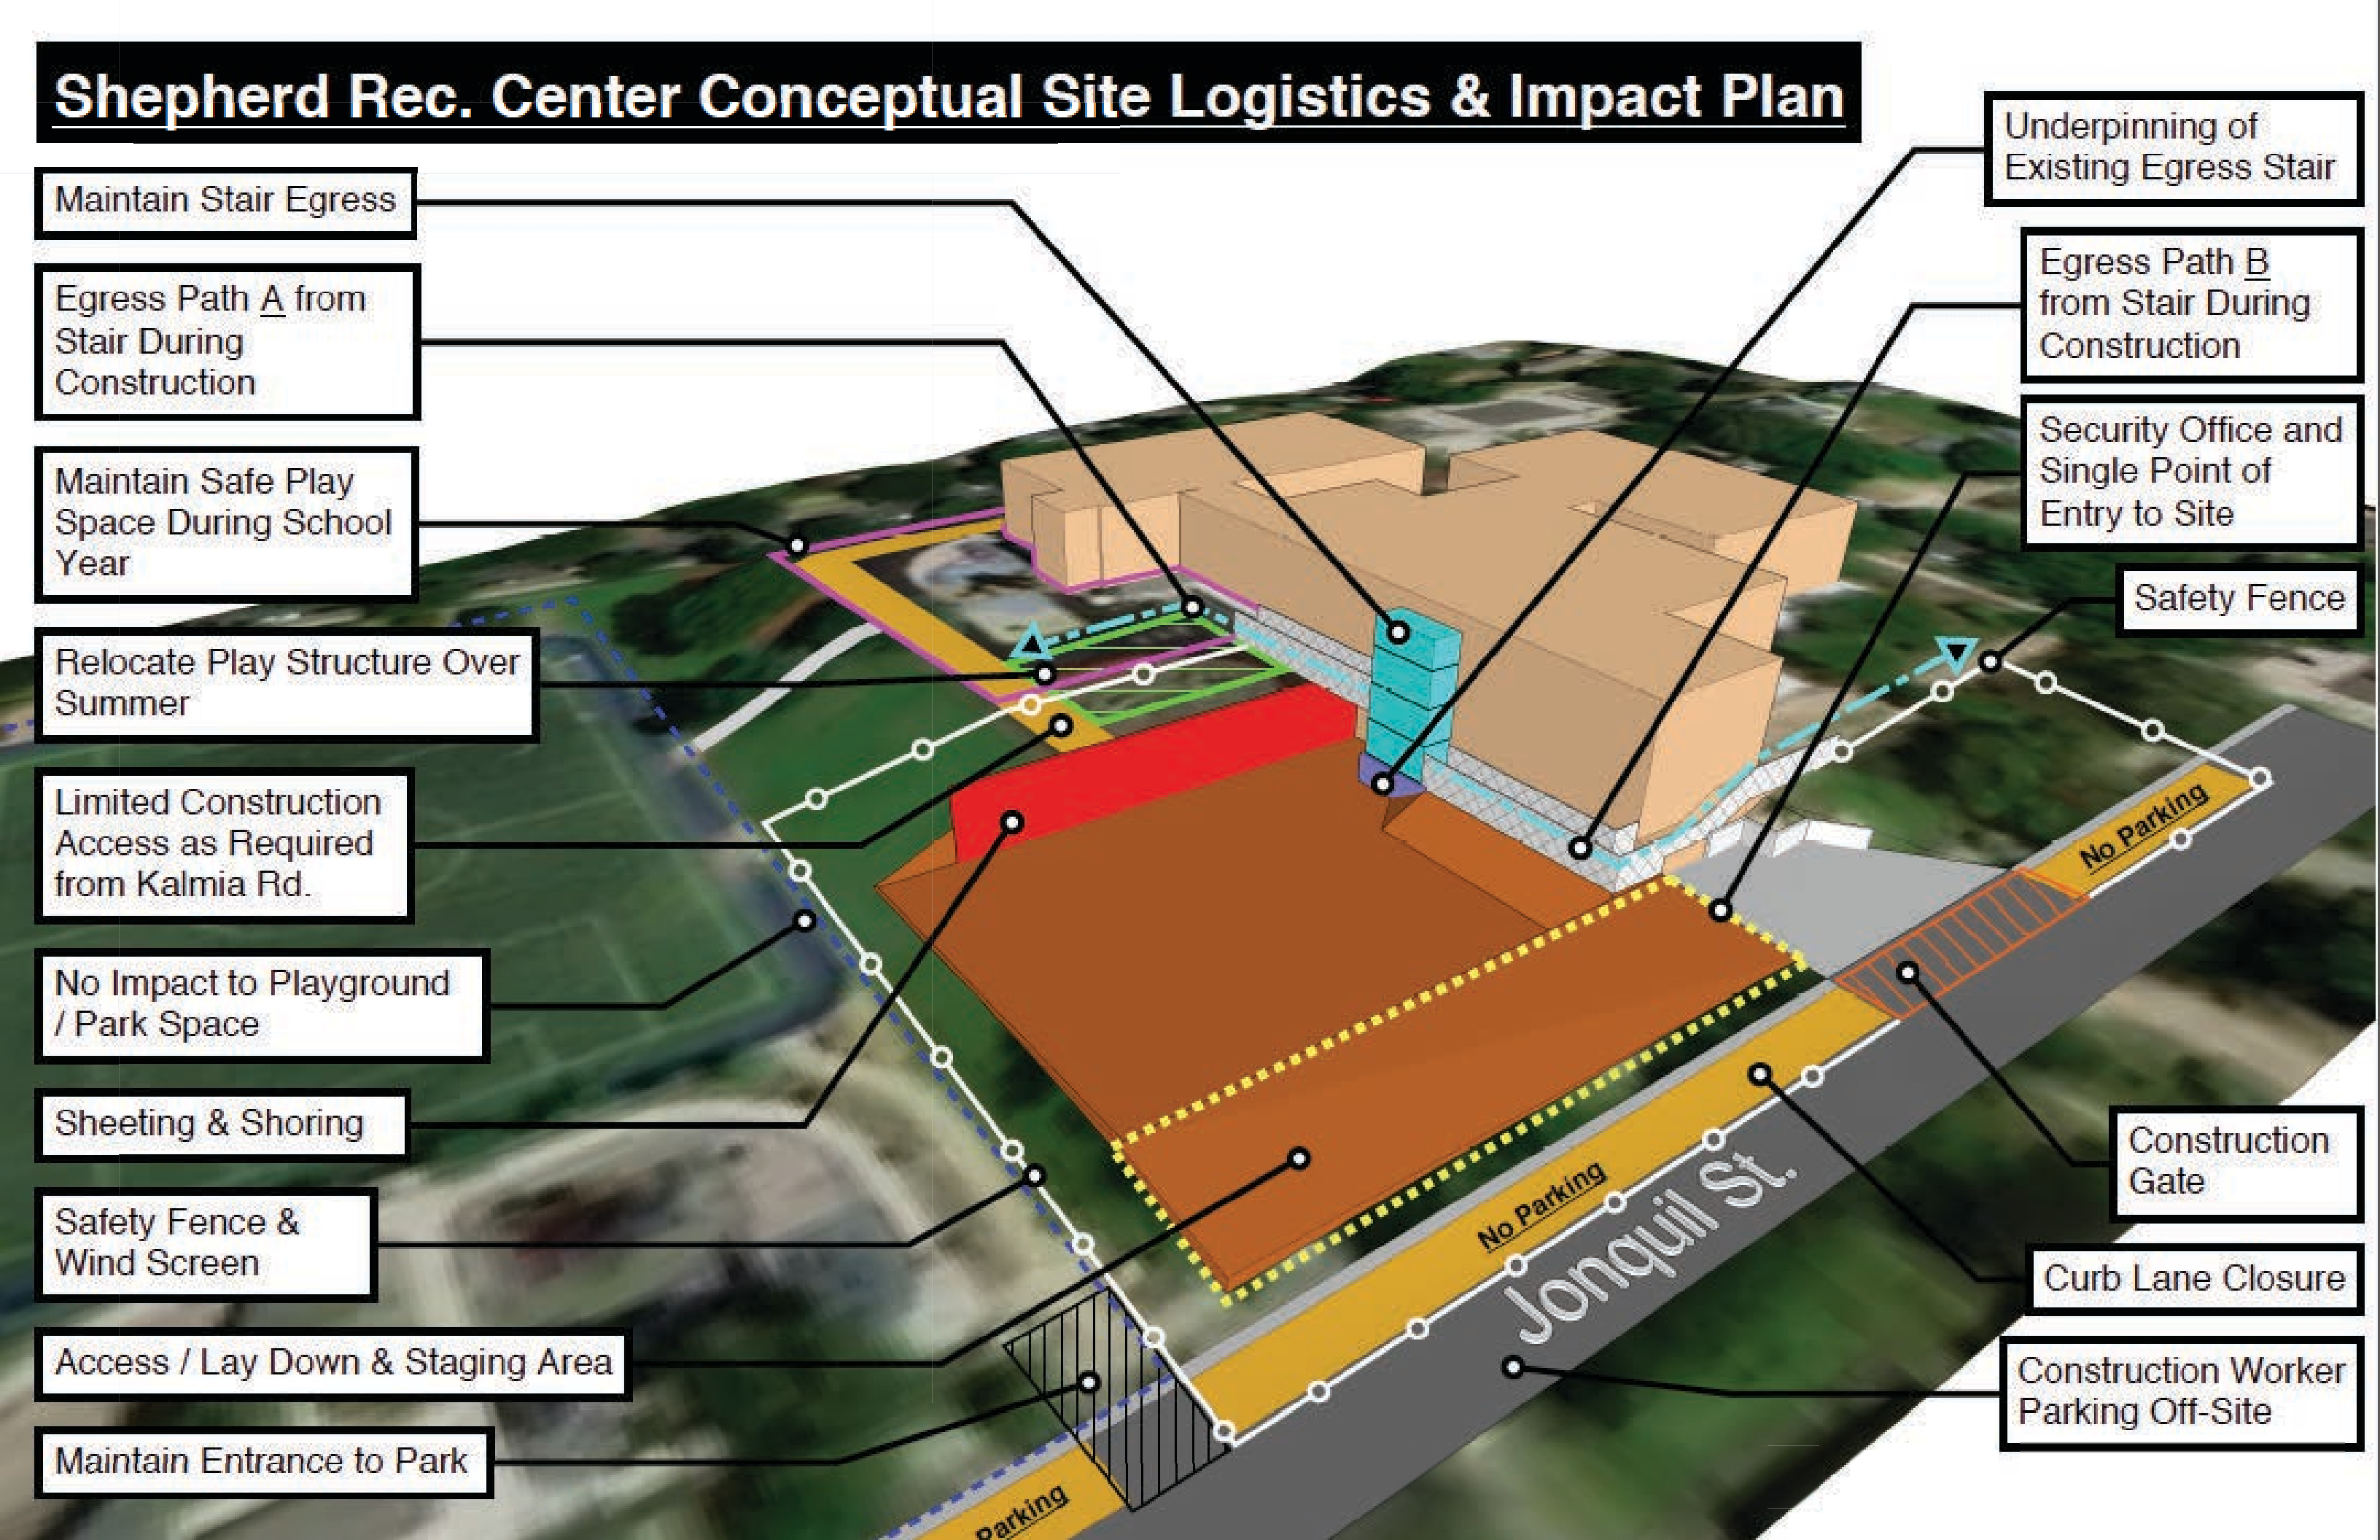 Shepherd Rec. Center Conceptual Site Logistics & Impact Plan
Maintain Stair Egress
Egress Path A from
Stair During
Construction
Maintain Safe Play
Space During School
Year
Relocate Play Structure Over
Summer
Limited Construction
Access as Required
from Kalmia Rd.
No Impact to Playground
/ Park Space
Sheeting & Shoring
Safety Fence &
Wind Screen
Access / Lay Down & Staging Area
Maintain Entrance to Park
Underpinning of
Existing Egress Stair
Egress Path B
from Stair During
Construction
Security Office and
Single Point of
Entry to Site
Safety Fence
No Parking
Construction
Gate
Curb Lane Closure
Construction Worker
Parking Off-Site
No Parking
Jonquill St.
Parking